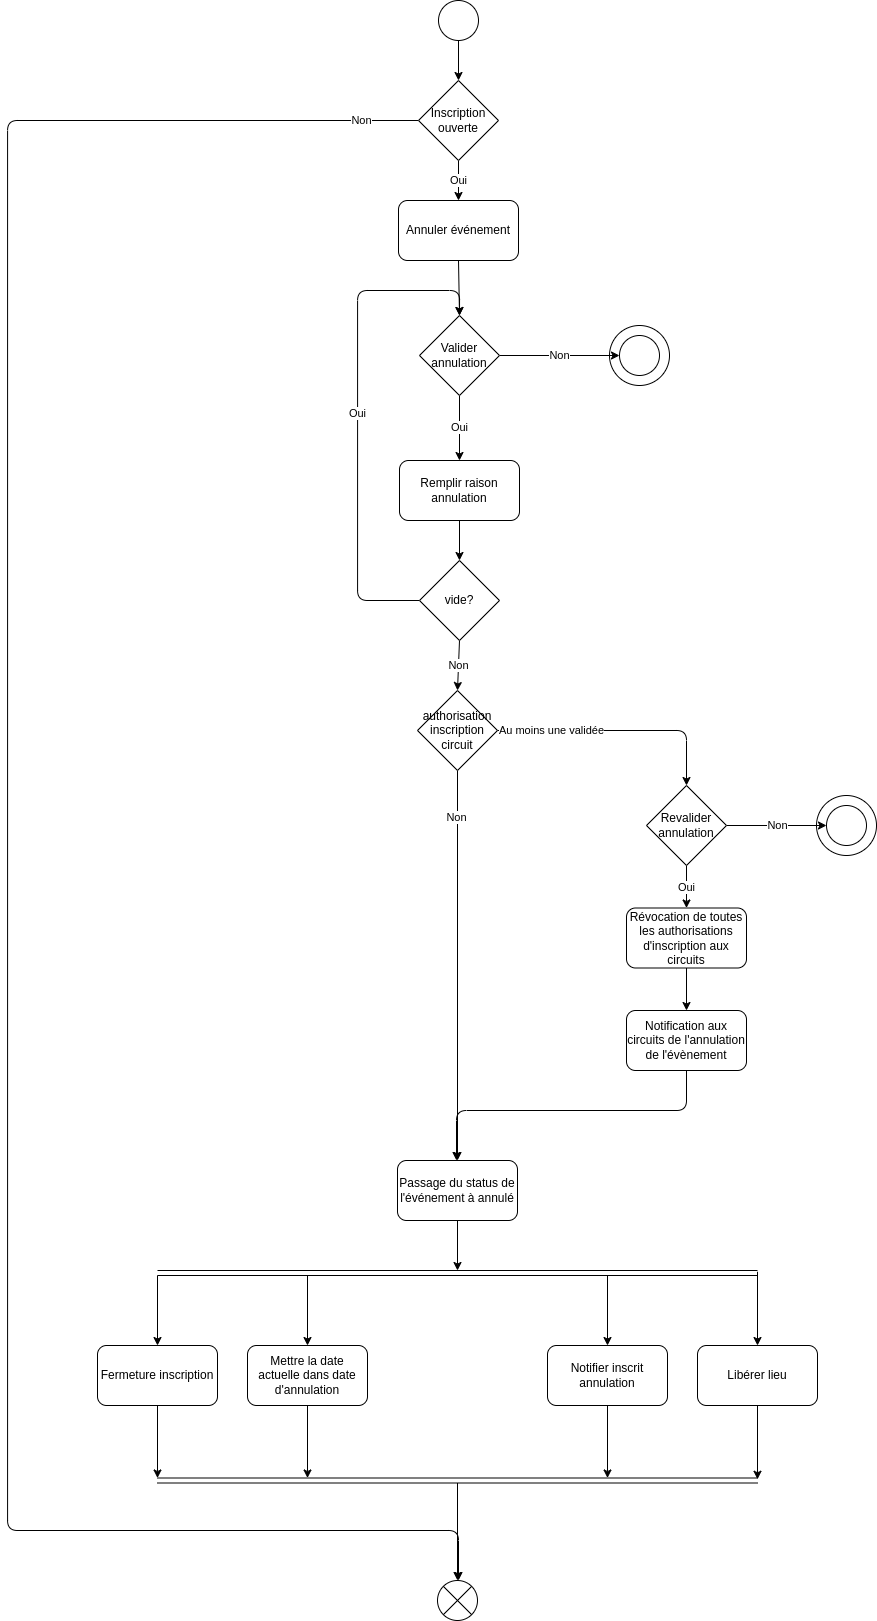 Inscription
ouverte
Non
Oui
Annuler événement
Valider
annulation
Non
Oui
Oui
Remplir raison
annulation
vide?
Non
authorisation
inscription
circuit
Au moins une validée
Non
Revalider
annulation
Non
Oui
Révocation de toutes
les authorisations
d'inscription aux
circuits
Notification aux
circuits de l'annulation
de l'évènement
Passage du status de
l'événement à annulé
Fermeture inscription
Mettre la date
actuelle dans date
d'annulation
Notifier inscrit
annulation
Libérer lieu